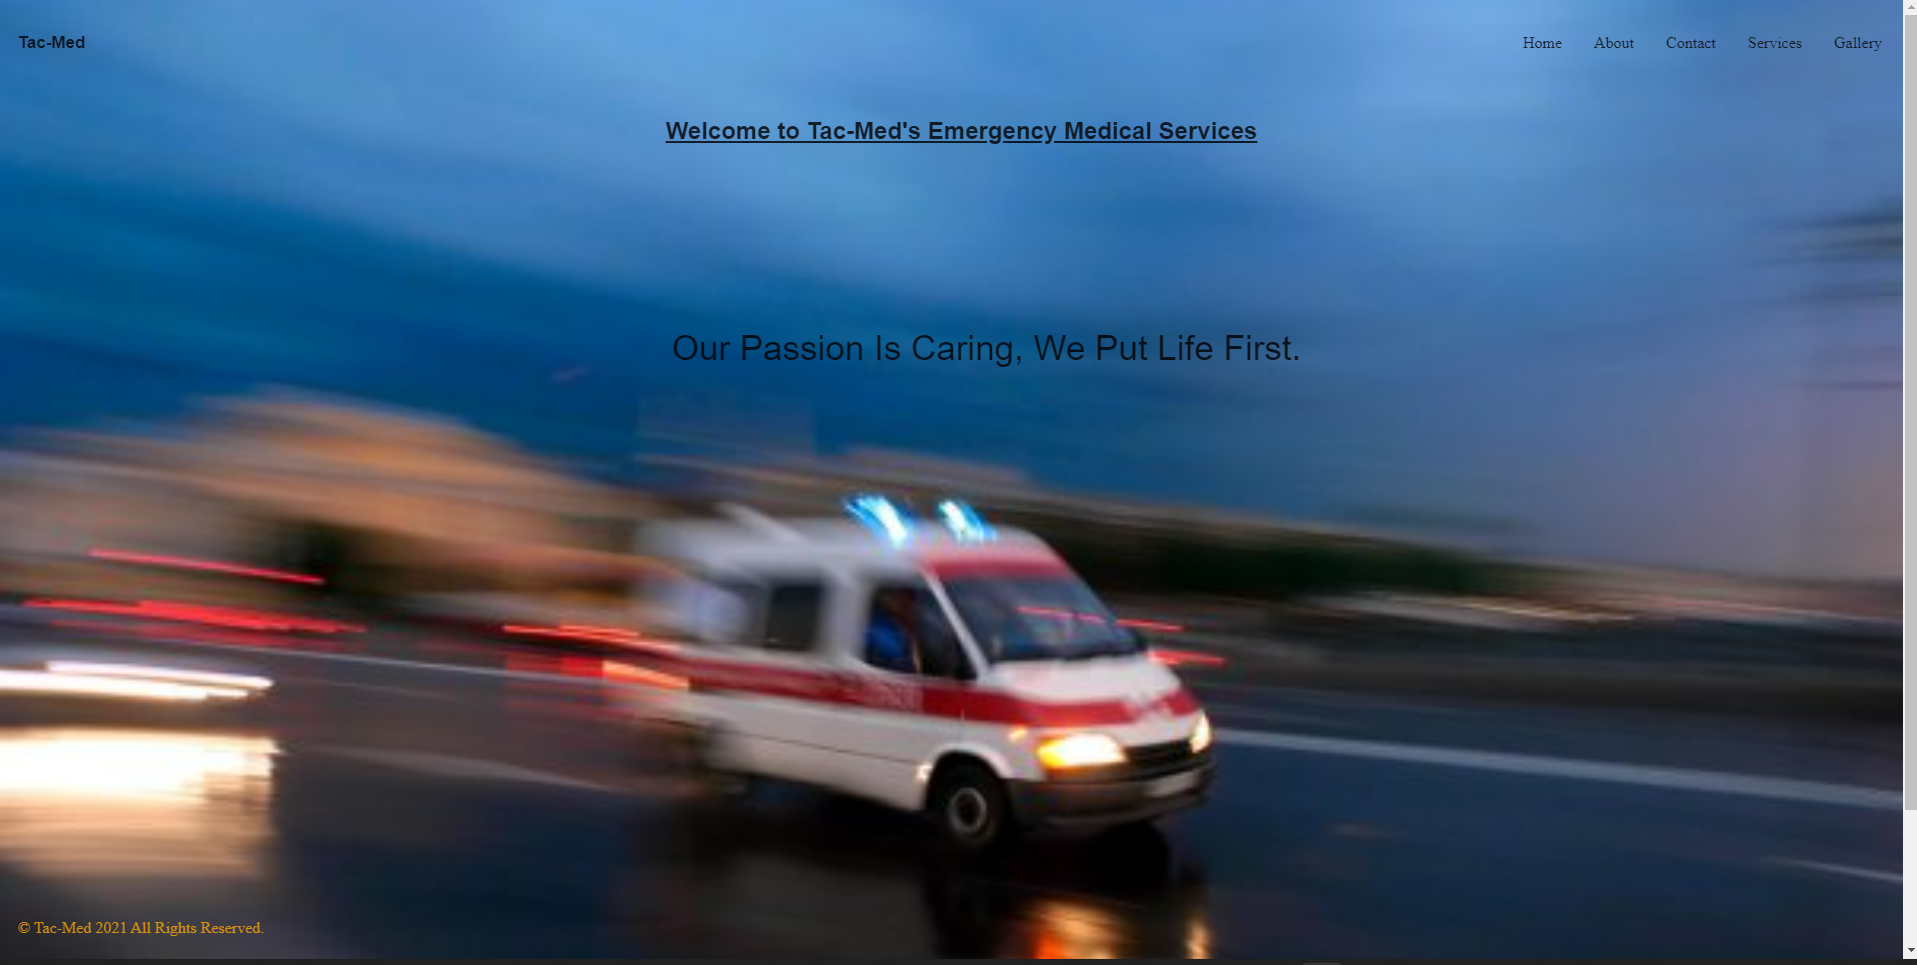 Tac-Med
Home About Contact Services Gallery
Welcome to Tac-Med's Emergency Medical Services
Our Passion Is Caring, We Put Life First.
© Tac-Med 2021 All Rights Reserved.